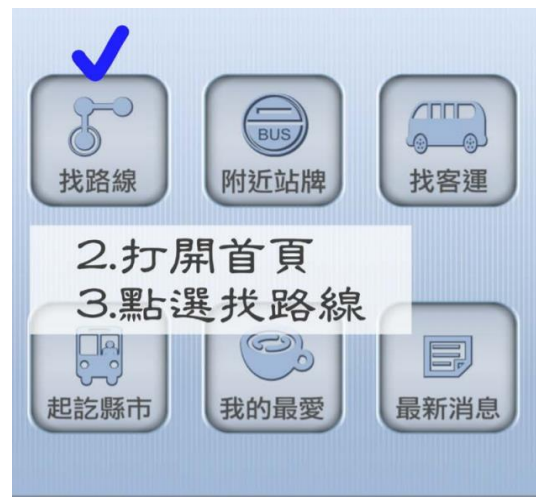 找路線
BUS
附近站牌
找客運
2.打開首頁
3.點選找路線
起訖縣市
我的最愛
最新消息